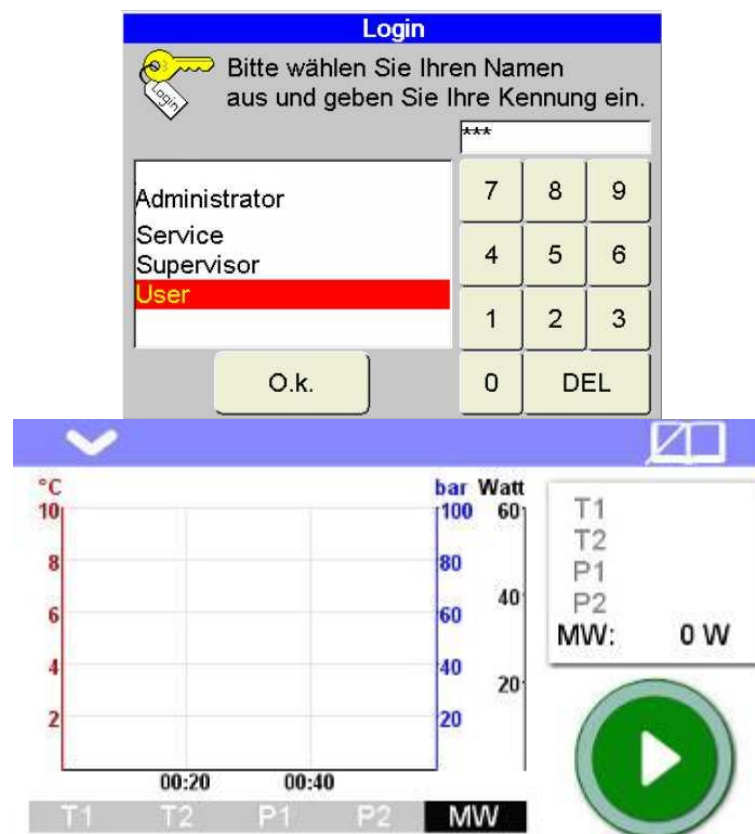 Login
Bitte wählen Sie Ihren Namen
aus und geben Sie Ihre Kennung ein.
Login
***
Administrator
Service
Supervisor
User
7 8 9
4 5 6
1 2 3
0 DEL
O.k.
°C bar Watt
10 100 60
8 80
6 60 40
4 40
2 20 20
00:20 00:40
T1
T2
P1
P2
MW: 0 W
T1 T2 P1 P2 MW